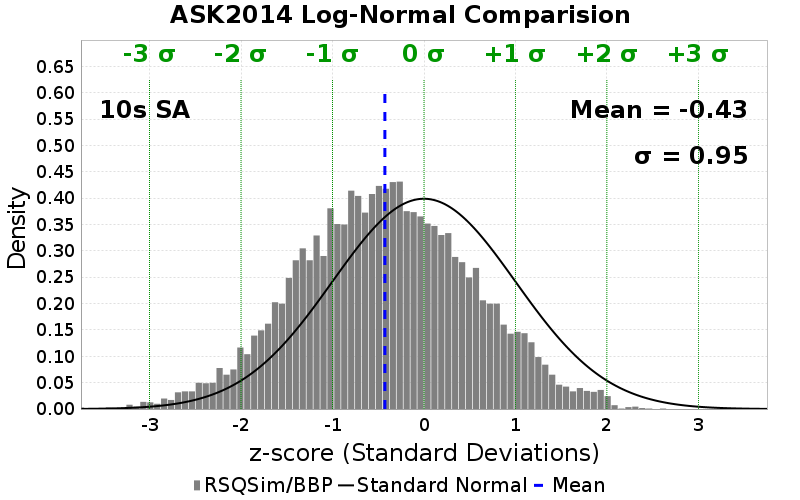 ASK2014 Log-Normal Comparision
-3 σ -2 σ -1 σ 0 σ +1 σ +2 σ +3 σ
10s SA
Mean = -0.43
σ = 0.95
Density
0.65
0.60
0.55
0.50
0.45
0.40
0.35
0.30
0.25
0.20
0.15
0.10
0.05
0.00
-3 -2 -1 0 1 2 3
z-score (Standard Deviations)
RSQSim/BBP Standard Normal Mean